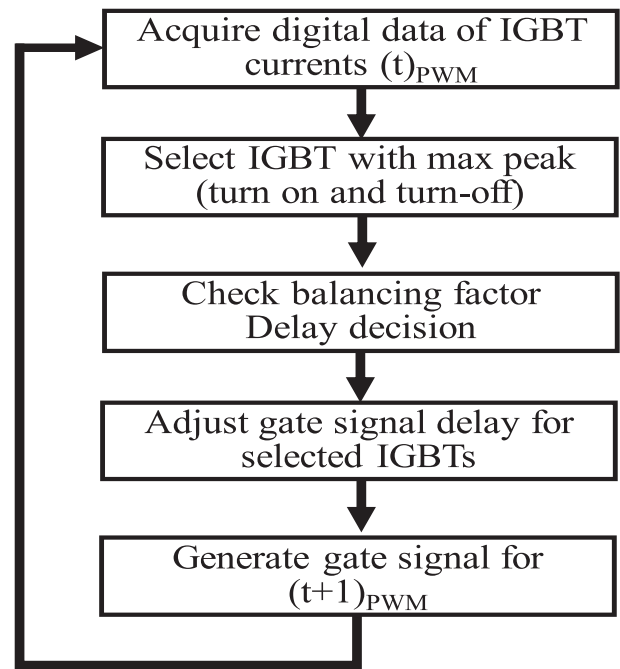 Acquire digital data of IGBT
currents (t)PWM
Select IGBT with max peak
(turn on and turn-off)
Check balancing factor
Delay decision
Adjust gate signal delay for
selected IGBTs
Generate gate signal for
(t+1)PWM